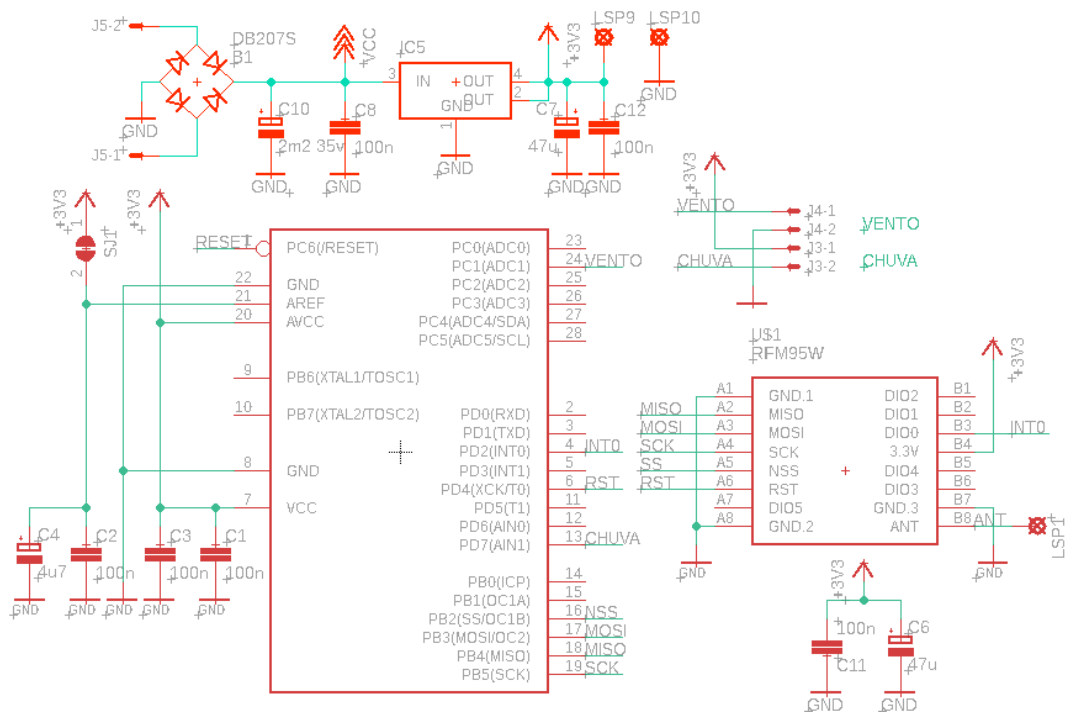 J5-2
DB207S
B1
GND
J5-1
C10
2m2 35v
GND
VCC
C8
100n
GND
IC5
3
IN
OUT
4
OUT
2
GND
1
GND
+3V3
C7
47u
GND
C12
100n
GND
LSP9
LSP10
GND
+3V3
VENTO
J4-1
J4-2
J3-1
CHUVA
J3-2
VENTO
CHUVA
+3V3
1
SJ1
2
+3V3
RESET
1
PC6(/RESET)
22
GND
21
AREF
20
AVCC
9
PB6(XTAL1/TOSC1)
10
PB7(XTAL2/TOSC2)
8
GND
7
VCC
PC0(ADC0)
23
PC1(ADC1)
24
VENTO
PC2(ADC2)
25
PC3(ADC3)
26
PC4(ADC4/SDA)
27
PC5(ADC5/SCL)
28
PD0(RXD)
2
PD1(TXD)
3
PD2(INT0)
4
INT0
PD3(INT1)
5
PD4(XCK/T0)
6
RST
PD5(T1)
11
PD6(AIN0)
12
PD7(AIN1)
13
CHUVA
PB0(ICP)
14
PB1(OC1A)
15
PB2(SS/OC1B)
16
NSS
PB3(MOSI/OC2)
17
MOSI
PB4(MISO)
18
MISO
PB5(SCK)
19
SCK
C4
4u7
GND
C2
100n
GND
GND
C3
100n
GND
C1
100n
GND
U$1
RFM95W
A1
GND.1
MISO
A2
MISO
MOSI
A3
MOSI
SCK
A4
SCK
SS
A5
NSS
RST
A6
RST
A7
DIO5
A8
GND.2
GND
DIO2
B1
DIO1
B2
DIO0
B3
INT0
3.3V
B4
DIO4
B5
DIO3
B6
GND.3
B7
ANT
B8
ANT
LSP1
+3V3
GND
+3V3
100n
C11
GND
C6
47u
GND